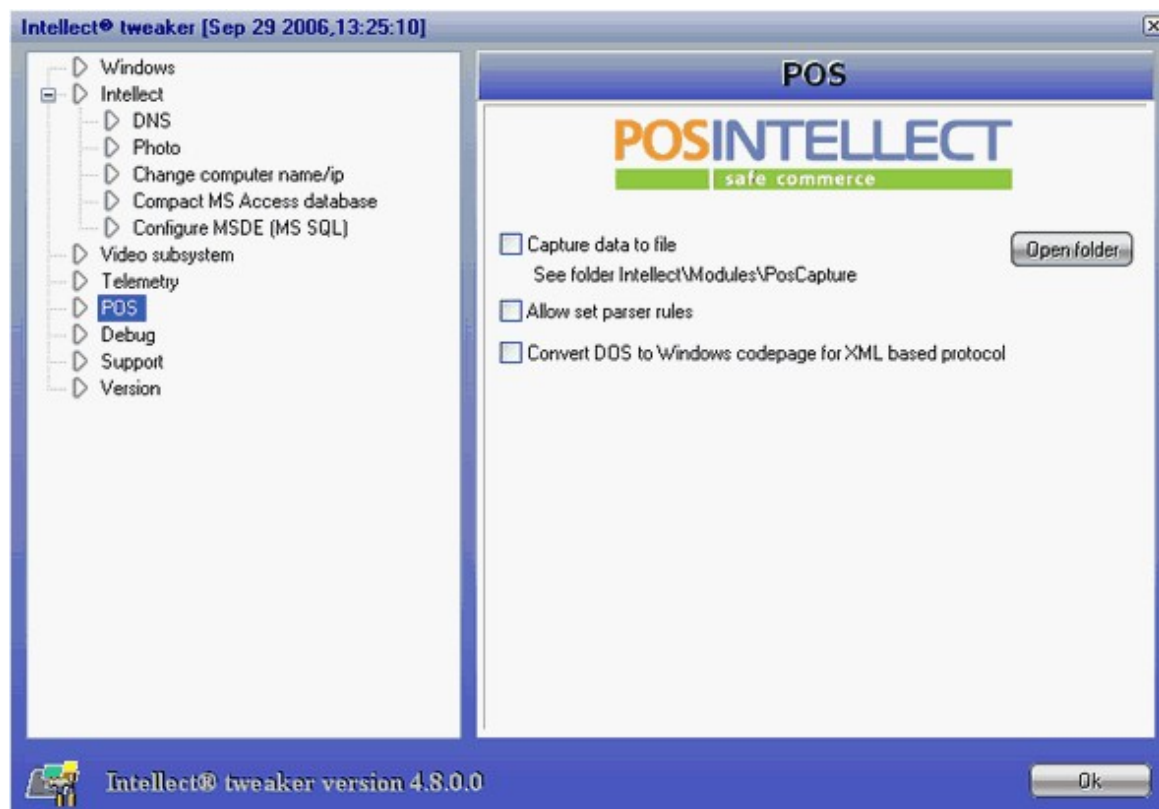 Intellect® tweaker [Sep 29 2006,13:25:10]
Windows
Intellect
DNS
Photo
Change computer name/ip
Compact MS Access database
Configure MSDE (MS SQL)
Video subsystem
Telemetry
POS
Debug
Support
Version
POS
POSINTELLECT
safe commerce
Capture data to file
Open folder
See folder Intellect\Modules\PosCapture
Allow set parser rules
Convert DOS to Windows codepage for XML based protocol
Intellect® tweaker version 4.8.0.0
Ok